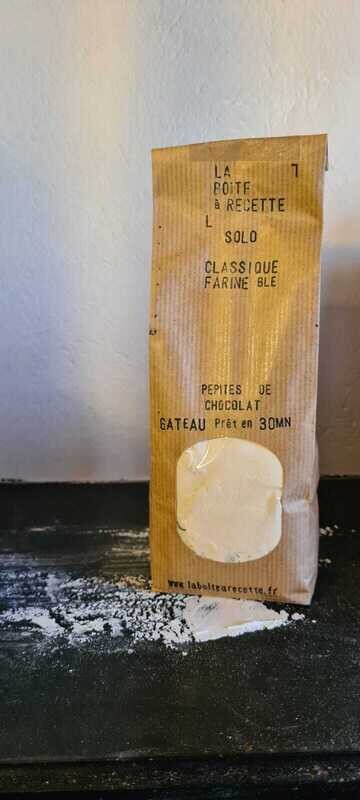 LA
BOITE
& RECETTE
SOLO
CLASSIQUE
FARINE BLE
PEPITES DE
CHOCOLAT
GATEAU Prêt en 30MN
www.laboitearecette.fr